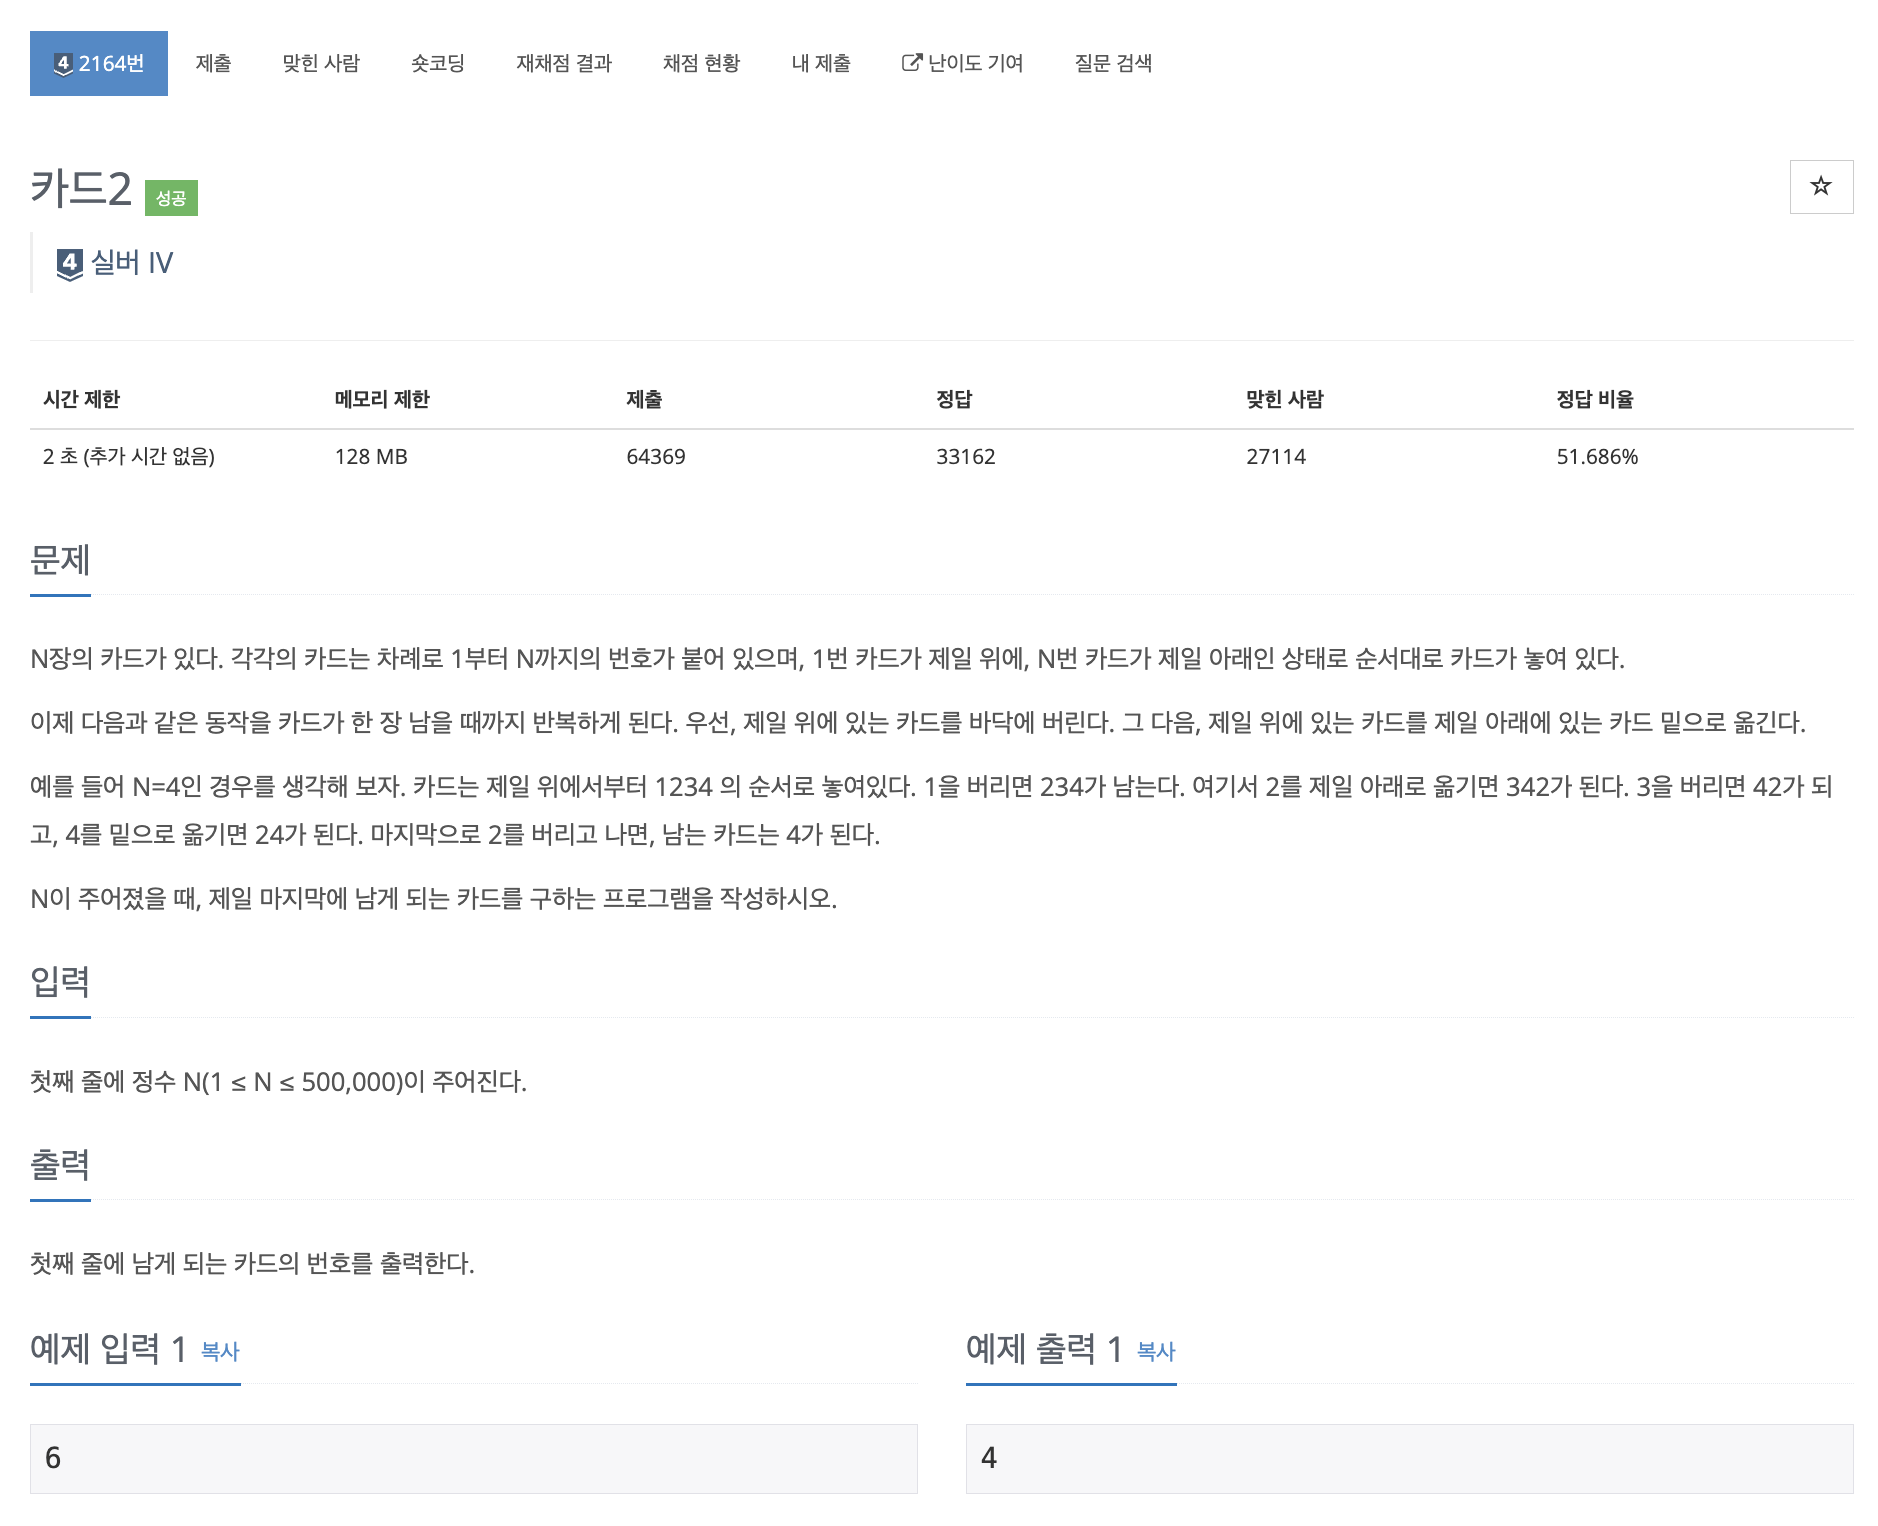 4 2164번 제출 맞힌 사람 숏코딩 재채점 결과 채점 현황 내 제출 난이도 기여 질문 검색
카드2 성공
4 실버 IV
시간 제한 메모리 제한 제출 정답 맞힌 사람 정답 비율
2 초 (추가 시간 없음) 128 MB 64369 33162 27114 51.686%
문제
N장의 카드가 있다. 각각의 카드는 차례로 1부터 N까지의 번호가 붙어 있으며, 1번 카드가 제일 위에, N번 카드가 제일 아래인 상태로 순서대로 카드가 놓여 있다.
이제 다음과 같은 동작을 카드가 한 장 남을 때까지 반복하게 된다. 우선, 제일 위에 있는 카드를 바닥에 버린다. 그 다음, 제일 위에 있는 카드를 제일 아래에 있는 카드 밑으로 옮긴다.
예를 들어 N=4인 경우를 생각해 보자. 카드는 제일 위에서부터 1234 의 순서로 놓여있다. 1을 버리면 234가 남는다. 여기서 2를 제일 아래로 옮기면 342가 된다. 3을 버리면 42가 되
고, 4를 밑으로 옮기면 24가 된다. 마지막으로 2를 버리고 나면, 남는 카드는 4가 된다.
N이 주어졌을 때, 제일 마지막에 남게 되는 카드를 구하는 프로그램을 작성하시오.
입력
첫째 줄에 정수 N(1 ≤ N ≤ 500,000)이 주어진다.
출력
첫째 줄에 남게 되는 카드의 번호를 출력한다.
예제 입력 1 복사 예제 출력 1 복사
6 4